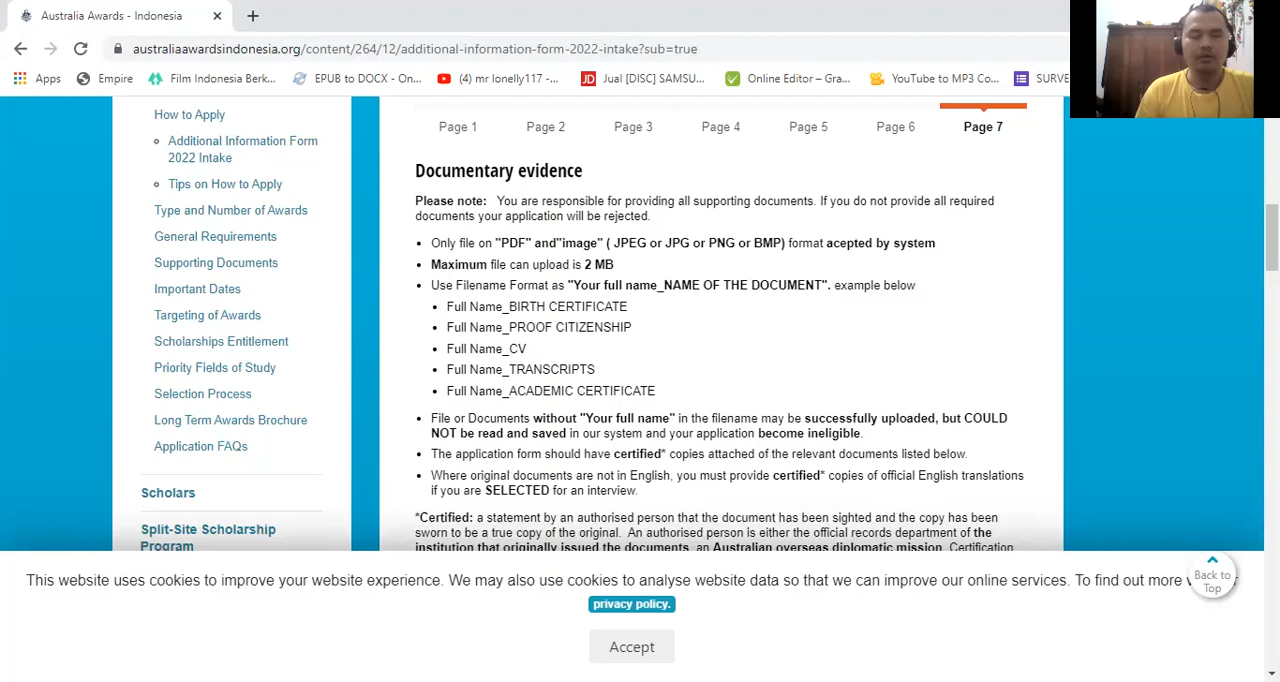 Australia Awards - Indonesia
australiaawardsindonesia.org/content/264/12/additional-information-form-2022-intake?sub=true
Apps
Empire
Film Indonesia Berk...
EPUB to DOCX - On...
(4) mr lonelly117 -...
JD
Jual [DISC] SAMSU...
Online Editor – Gra...
YouTube to MP3 Co...
SURVE
How to Apply
Additional Information Form
2022 Intake
Tips on How to Apply
Type and Number of Awards
General Requirements
Supporting Documents
Important Dates
Targeting of Awards
Scholarships Entitlement
Priority Fields of Study
Selection Process
Long Term Awards Brochure
Application FAQs
Scholars
Split-Site Scholarship
Program
Page 1 Page 2 Page 3 Page 4 Page 5 Page 6 Page 7
Documentary evidence
Please note: You are responsible for providing all supporting documents. If you do not provide all required
documents your application will be rejected.
Only file on "PDF" and"image" ( JPEG or JPG or PNG or BMP) format acepted by system
Maximum file can upload is 2 MB
Use Filename Format as "Your full name_NAME OF THE DOCUMENT". example below
Full Name_BIRTH CERTIFICATE
Full Name_PROOF CITIZENSHIP
Full Name_CV
Full Name_TRANSCRIPTS
Full Name_ACADEMIC CERTIFICATE
File or Documents without "Your full name" in the filename may be successfully uploaded, but COULD
NOT be read and saved in our system and your application become ineligible.
The application form should have certified* copies attached of the relevant documents listed below.
Where original documents are not in English, you must provide certified* copies of official English translations
if you are SELECTED for an interview.
*Certified: a statement by an authorised person that the document has been sighted and the copy has been
sworn to be a true copy of the original. An authorised person is either the official records department of the
institution that originally issued the documents, an Australian overseas diplomatic mission. Certification
This website uses cookies to improve your website experience. We may also use cookies to analyse website data so that we can improve our online services. To find out more
privacy policy.
Accept
Back to
Top